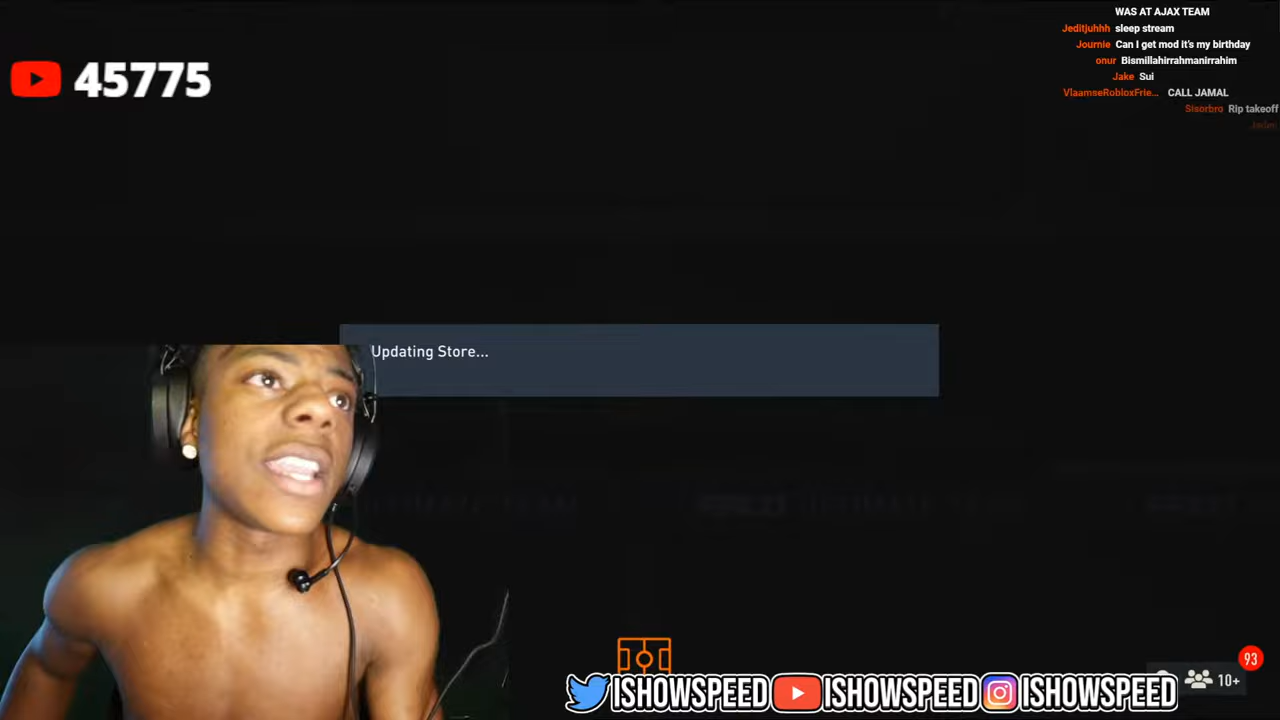 WAS AT AJAX TEAM
Jeditjuhhh sleep stream
Journie Can I get mod it's my birthday
onur Bismillahirrahmanirrahim
Jake Sui
VlaamseRobloxFrie... CALL JAMAL
Sisorbro Rip takeoff
45775
Updating Store...
93
10+
ISHOWSPEED ISHOWSPEED ISHOWSPEED